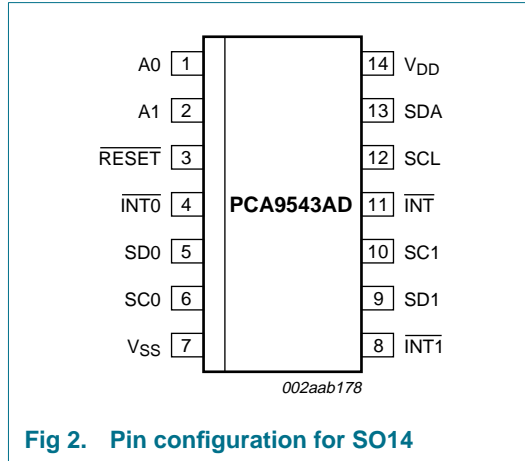 A0 1 14 VDD
A1 2 13 SDA
RESET 3 12 SCL
INT0 4 PCA9543AD 11 INT
SD0 5 10 SC1
SC0 6 9 SD1
VSS 7 8 INT1
002aab178
Fig 2. Pin configuration for SO14